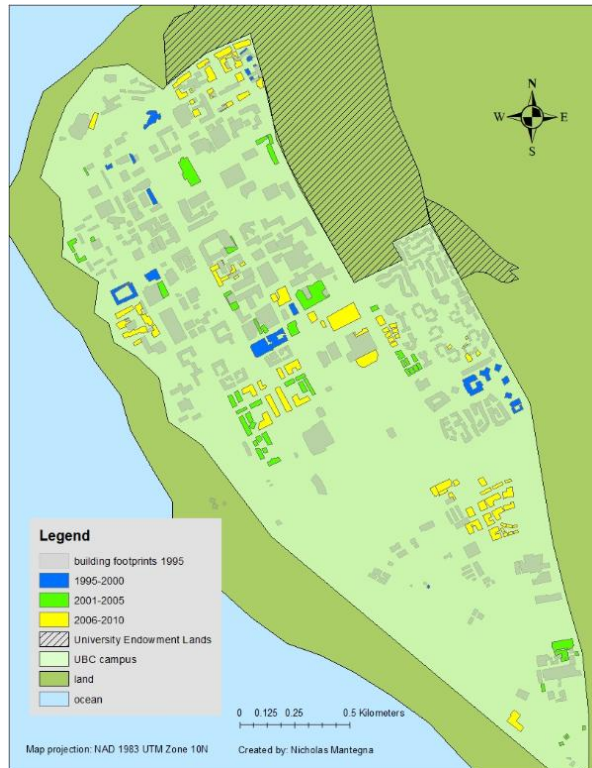 N
W E
S
Legend
building footprints 1995
1995-2000
2001-2005
2006-2010
University Endowment Lands
UBC campus
land
ocean
0 0.125 0.25 0.5 Kilometers
Map projection: NAD 1983 UTM Zone 10N Created by: Nicholas Mantegna